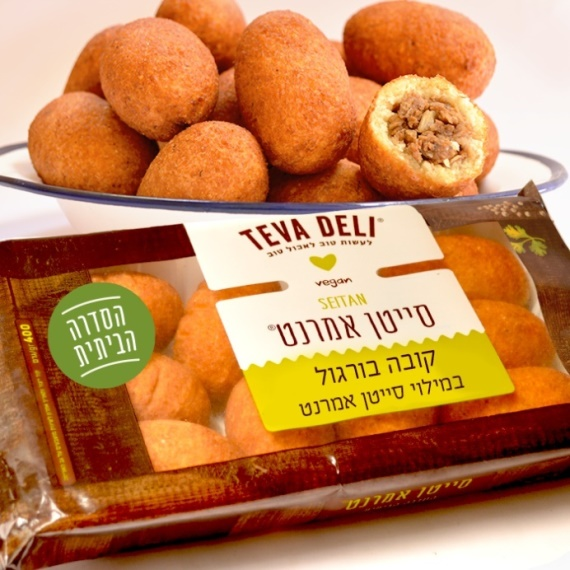 TEVA DELI®
לעשות טוב לאכול טוב
vegan
SEITAN
סייטן אמרנט®
קובה בורגול
במילוי סייטן אמרנט
הסדרה
הביתית
400
סייטן אמרנט